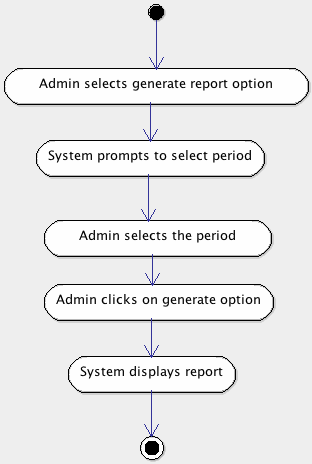 Admin selects generate report option
System prompts to select period
Admin selects the period
Admin clicks on generate option
System displays report